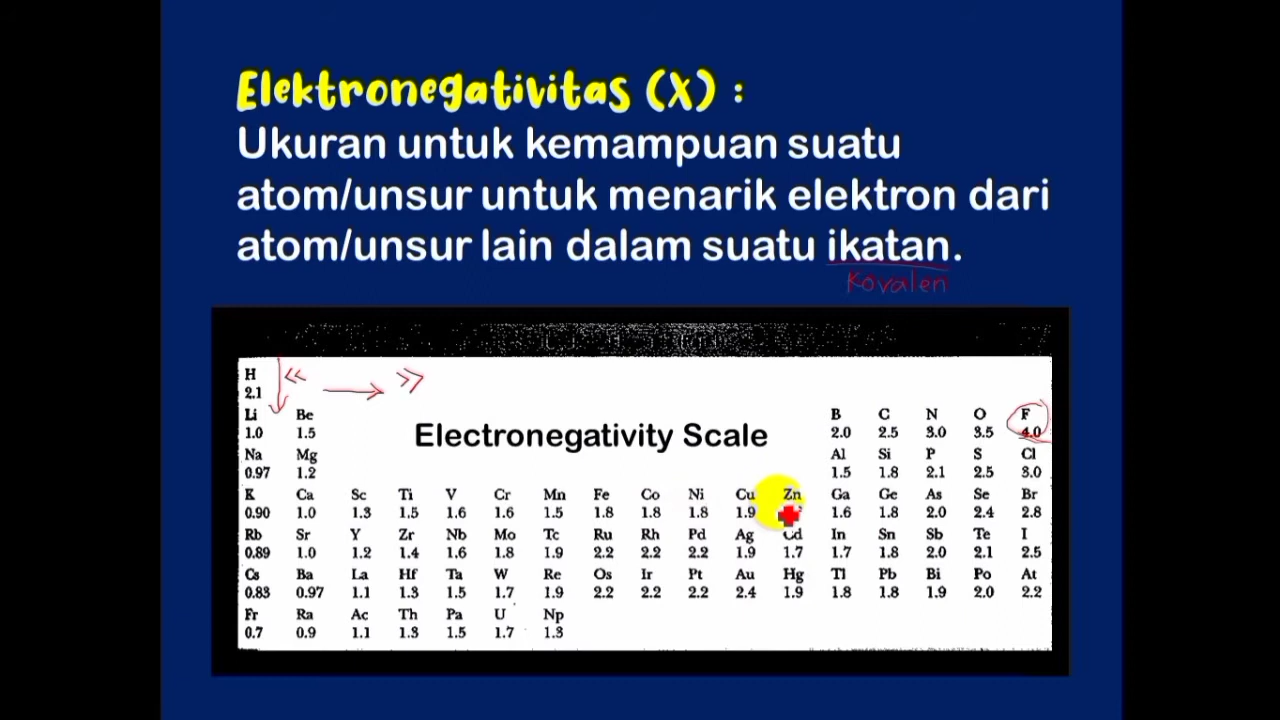 Elektronegativitas (X) :
Ukuran untuk kemampuan suatu
atom/unsur untuk menarik elektron dari
atom/unsur lain dalam suatu ikatan.
Kovalen
H << → >>
2.1
Li Be B C N O F
1.0 1.5 Electronegativity Scale 2.0 2.5 3.0 3.5 4.0
Na Mg Al Si P S Cl
0.97 1.2 1.5 1.8 2.1 2.5 3.0
K Ca Sc Ti V Cr Mn Fe Co Ni Cu Zn Ga Ge As Se Br
0.90 1.0 1.3 1.5 1.6 1.6 1.5 1.8 1.8 1.8 1.9 1.6 1.8 2.0 2.4 2.8
Rb Sr Y Zr Nb Mo Tc Ru Rh Pd Ag Cd In Sn Sb Te I
0.89 1.0 1.2 1.4 1.6 1.8 1.9 2.2 2.2 2.2 1.9 1.7 1.7 1.8 2.0 2.1 2.5
Cs Ba La Hf Ta W Re Os Ir Pt Au Hg Tl Pb Bi Po At
0.83 0.97 1.1 1.3 1.5 1.7 1.9 2.2 2.2 2.2 2.4 1.9 1.8 1.8 1.9 2.0 2.2
Fr Ra Ac Th Pa U Np
0.7 0.9 1.1 1.3 1.5 1.7 1.3